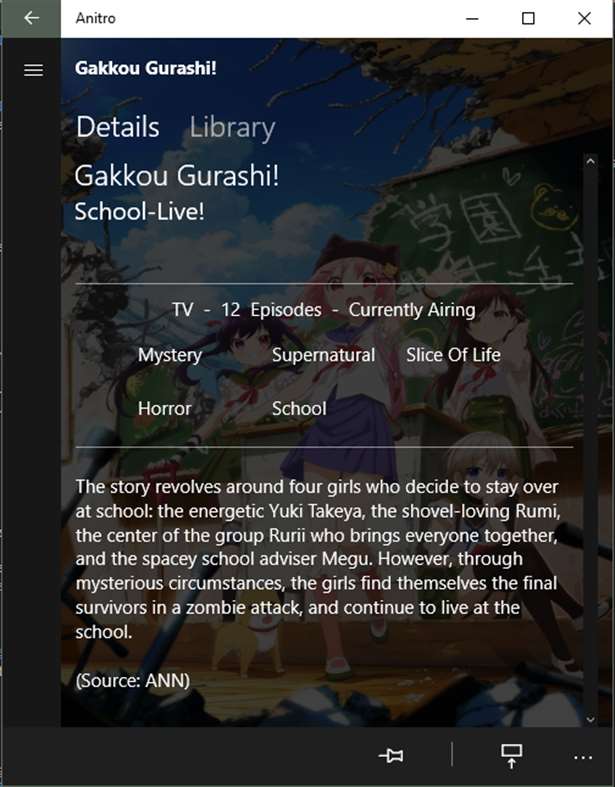 Anitro
Gakkou Gurashi!
Details Library
Gakkou Gurashi!
School-Live!
学園
活
TV - 12 Episodes - Currently Airing
Mystery Supernatural Slice Of Life
Horror School
The story revolves around four girls who decide to stay over
at school: the energetic Yuki Takeya, the shovel-loving Rumi,
the center of the group Rurii who brings everyone together,
and the spacey school adviser Megu. However, through
mysterious circumstances, the girls find themselves the final
survivors in a zombie attack, and continue to live at the
school.
(Source: ANN)